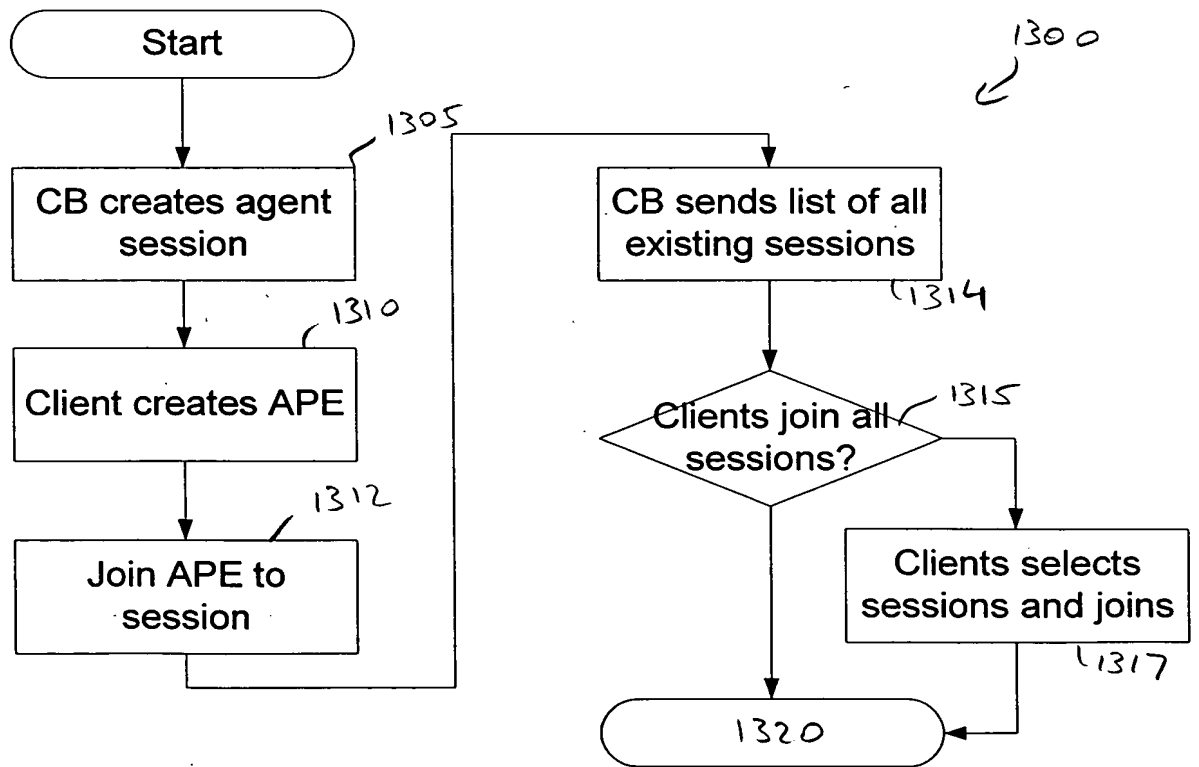 Start
1300
1305
CB creates agent
session
1310
Client creates APE
1312
Join APE to
session
CB sends list of all
existing sessions
1314
1315
Clients join all
sessions?
Clients selects
sessions and joins
1317
1320